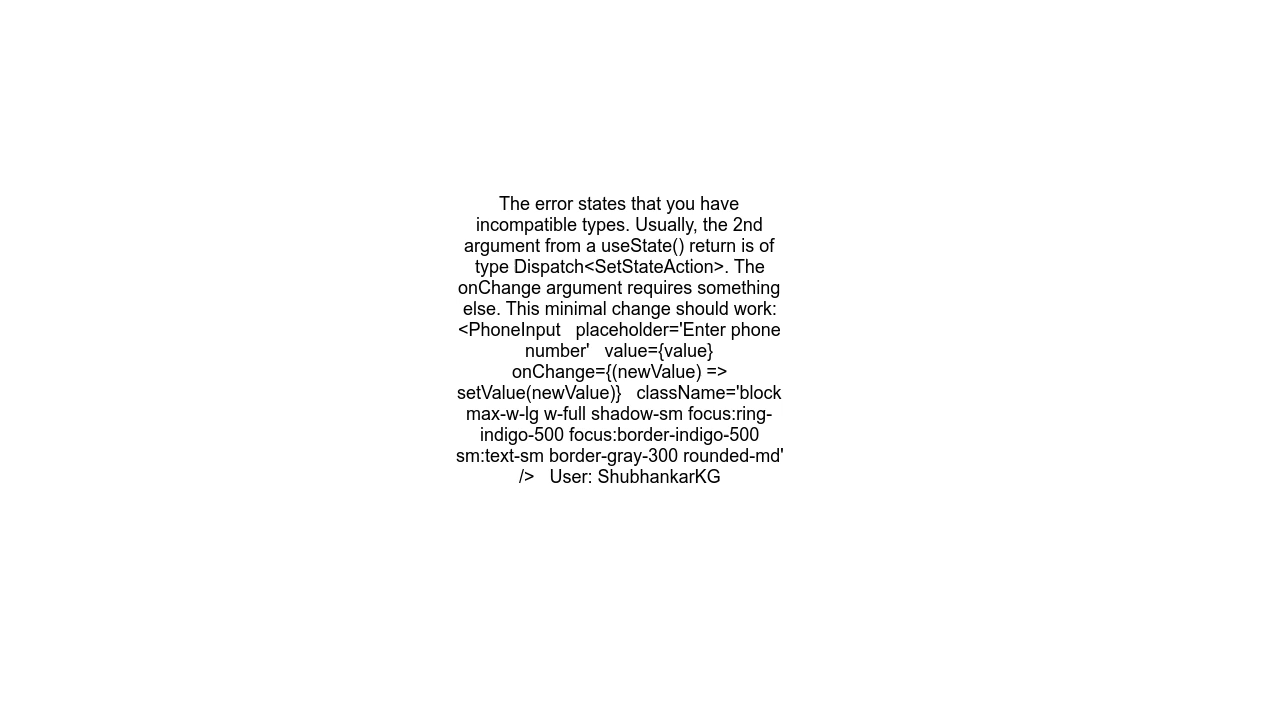 The error states that you have
incompatible types. Usually, the 2nd
argument from a useState() return is of
type Dispatch<SetStateAction>. The
onChange argument requires something
else. This minimal change should work:
<PhoneInput   placeholder='Enter phone
number'   value={value}
onChange={(newValue) =>
setValue(newValue)}   className='block
max-w-lg w-full shadow-sm focus:ring-
indigo-500 focus:border-indigo-500
sm:text-sm border-gray-300 rounded-md'
/>   User: ShubhankarKG